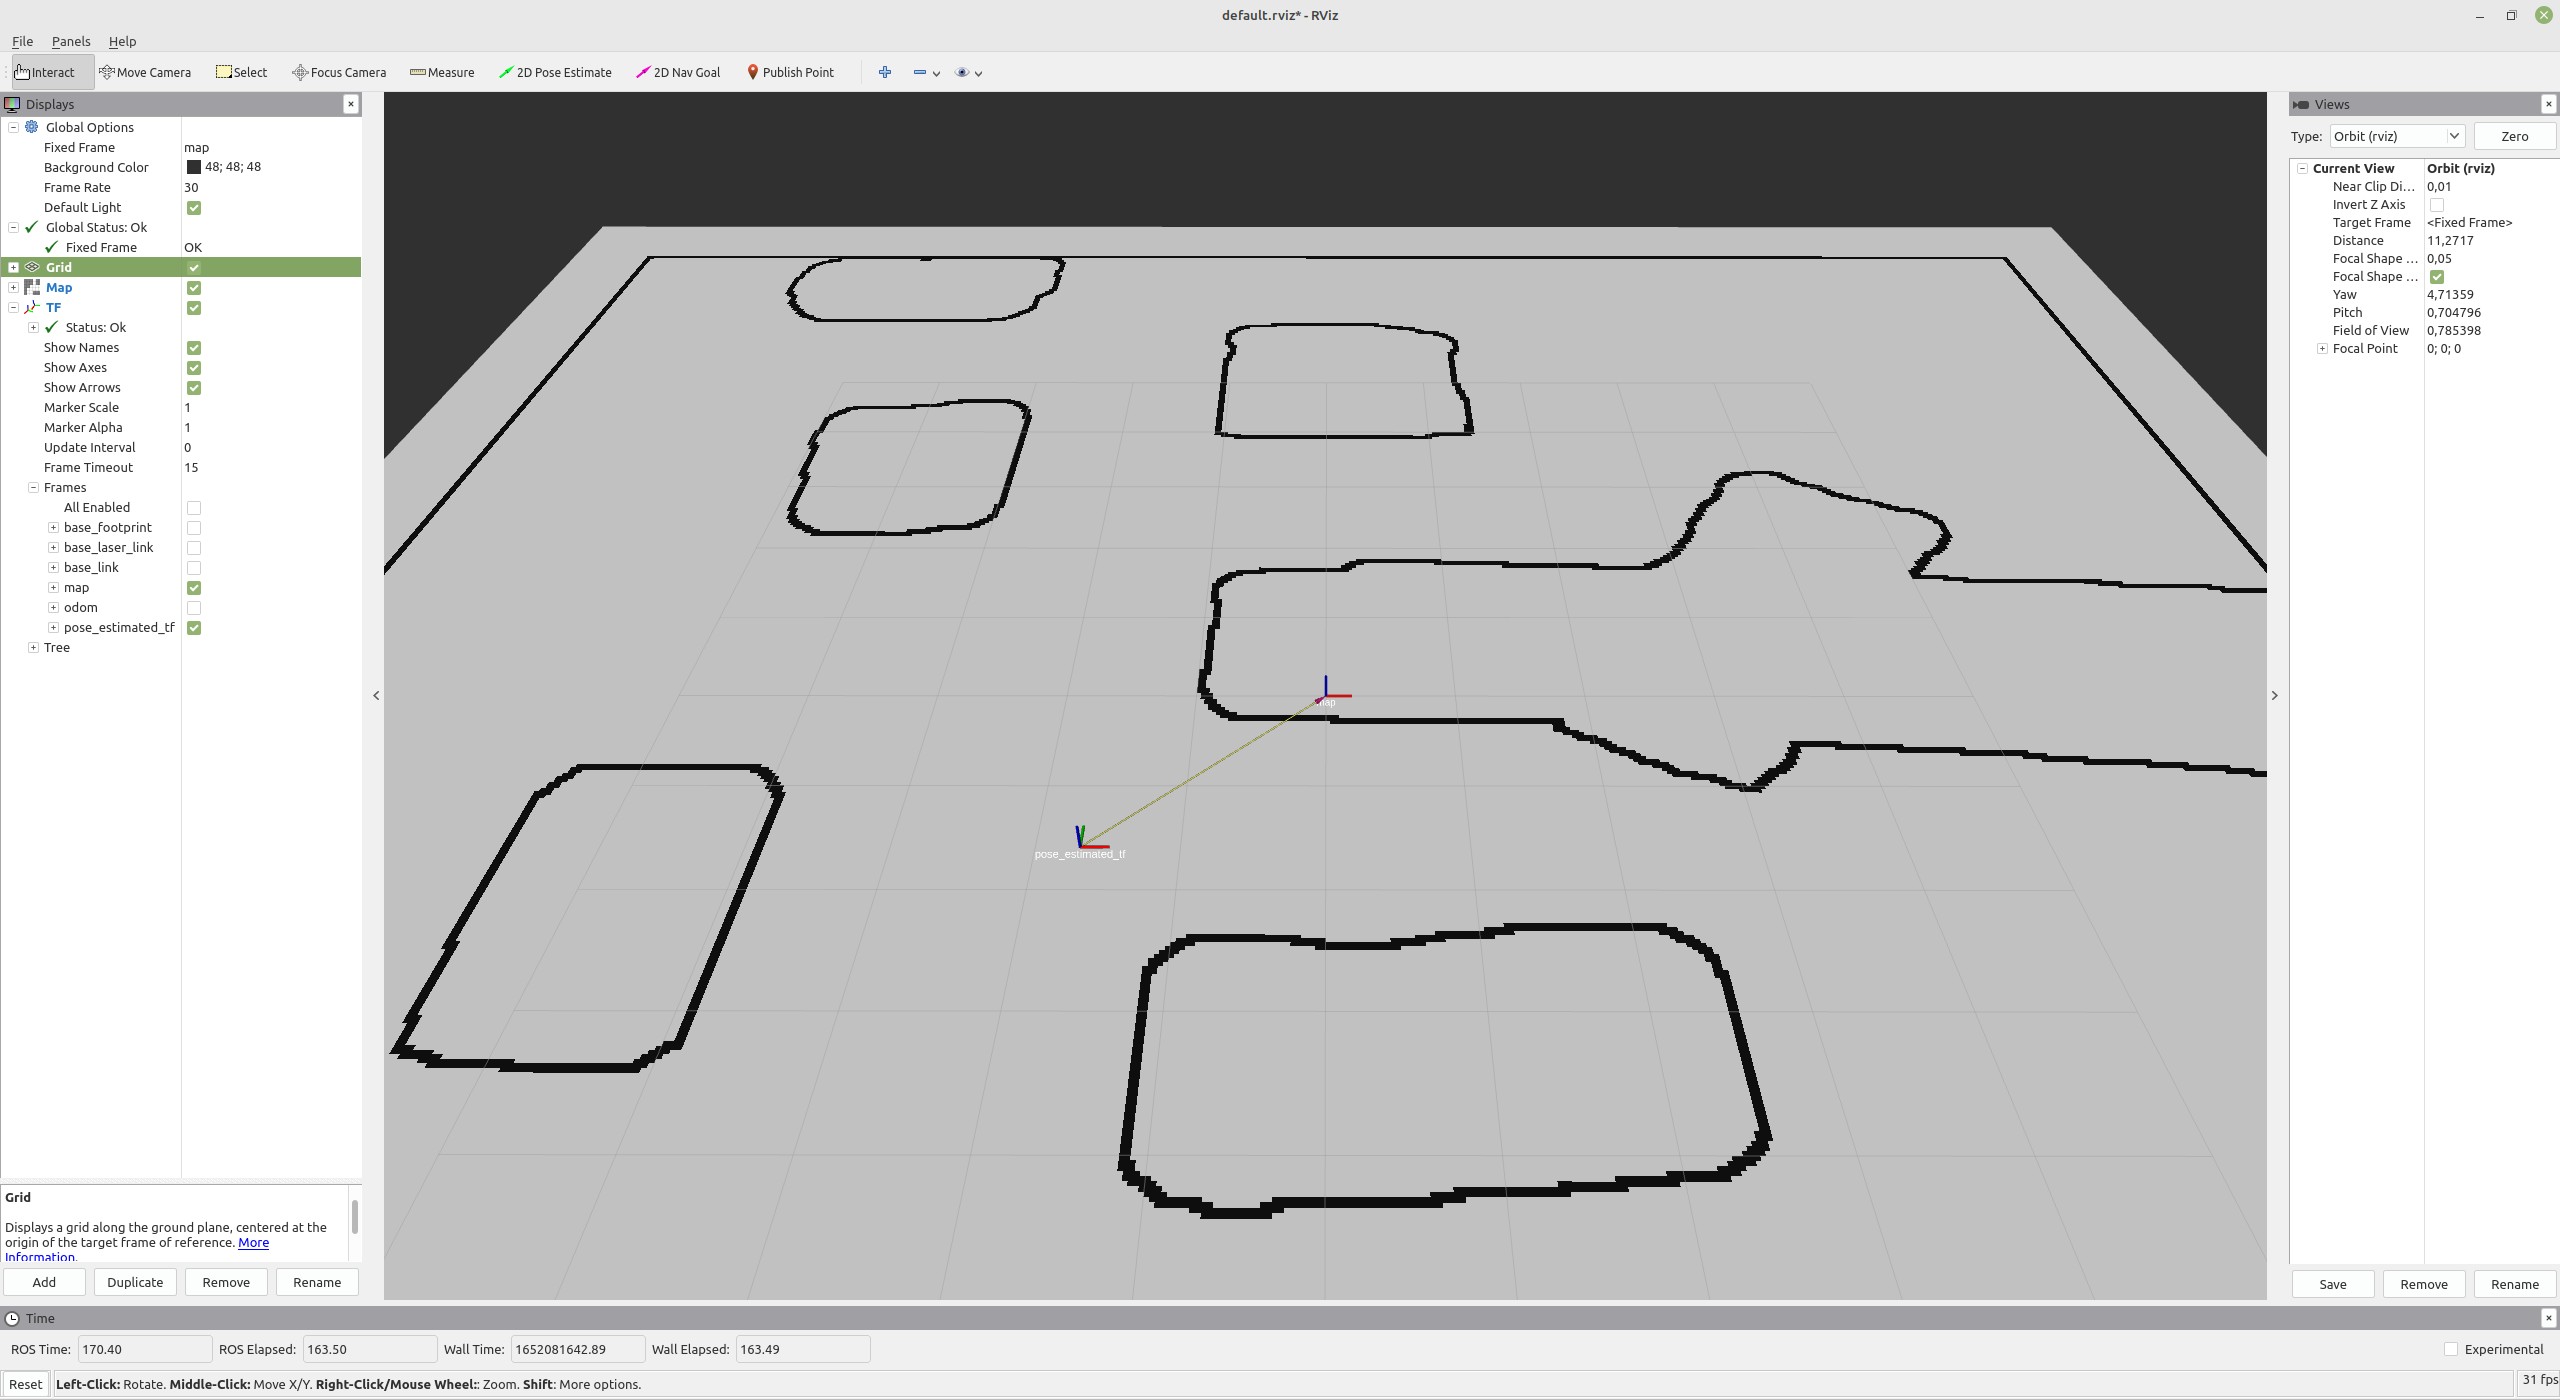 default.rviz* - RViz
File Panels Help
Interact Move Camera Select Focus Camera Measure 2D Pose Estimate 2D Nav Goal Publish Point
Displays
Global Options
Fixed Frame map
Background Color 48; 48; 48
Frame Rate 30
Default Light
Global Status: Ok
Fixed Frame OK
Grid
Map
TF
Status: Ok
Show Names
Show Axes
Show Arrows
Marker Scale 1
Marker Alpha 1
Update Interval 0
Frame Timeout 15
Frames
All Enabled
base_footprint
base_laser_link
base_link
map
odom
pose_estimated_tf
Tree
Grid
Displays a grid along the ground plane, centered at the
origin of the target frame of reference. More
Information.
Add Duplicate Remove Rename
map
pose_estimated_tf
Views
Type: Orbit (rviz) Zero
Current View Orbit (rviz)
Near Clip Di... 0,01
Invert Z Axis
Target Frame <Fixed Frame>
Distance 11,2717
Focal Shape ... 0,05
Focal Shape ...
Yaw 4,71359
Pitch 0,704796
Field of View 0,785398
Focal Point 0; 0; 0
Save Remove Rename
Time
ROS Time: 170.40 ROS Elapsed: 163.50 Wall Time: 1652081642.89 Wall Elapsed: 163.49 Experimental
Reset Left-Click: Rotate. Middle-Click: Move X/Y. Right-Click/Mouse Wheel:: Zoom. Shift: More options. 31 fps